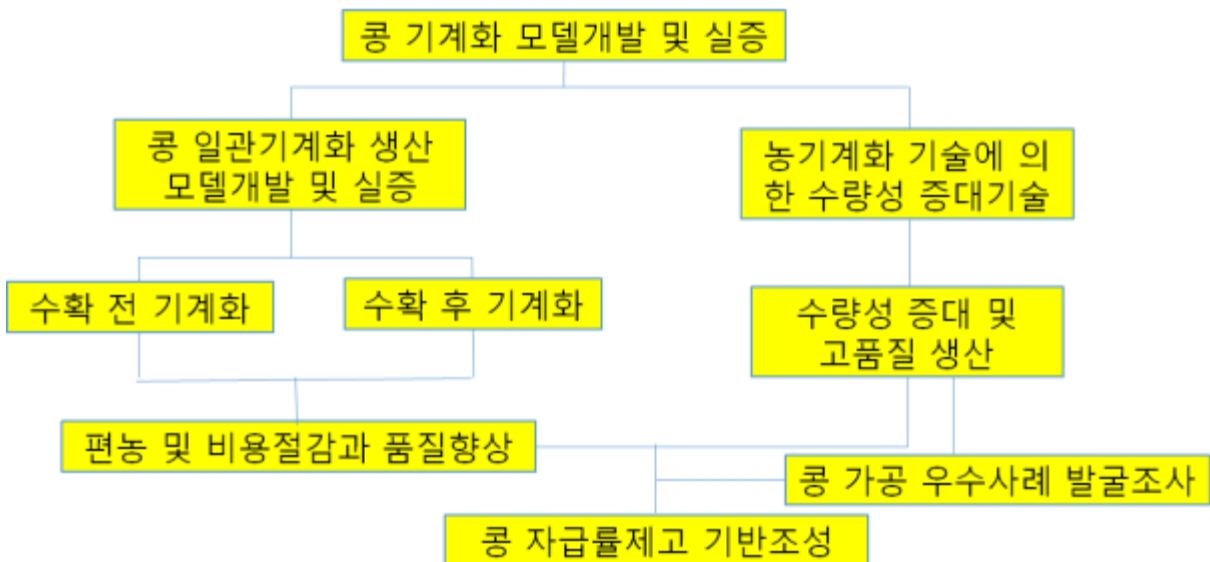 콩 기계화 모델개발 및 실증
콩 일관기계화 생산
모델개발 및 실증
농기계화 기술에 의
한 수량성 증대기술
수확 전 기계화
수확 후 기계화
수량성 증대 및
고품질 생산
편농 및 비용절감과 품질향상
콩 가공 우수사례 발굴조사
콩 자급률제고 기반조성